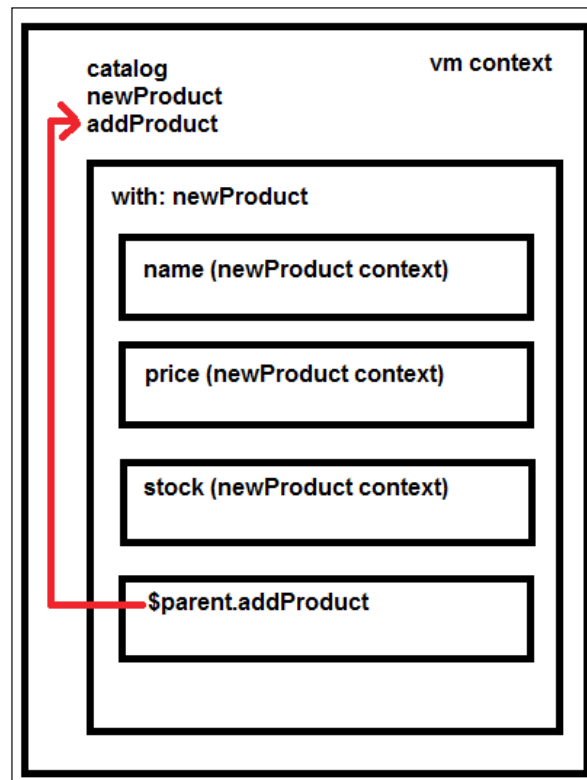 vm context
catalog
newProduct
addProduct
with: newProduct
name (newProduct context)
price (newProduct context)
stock (newProduct context)
$parent.addProduct